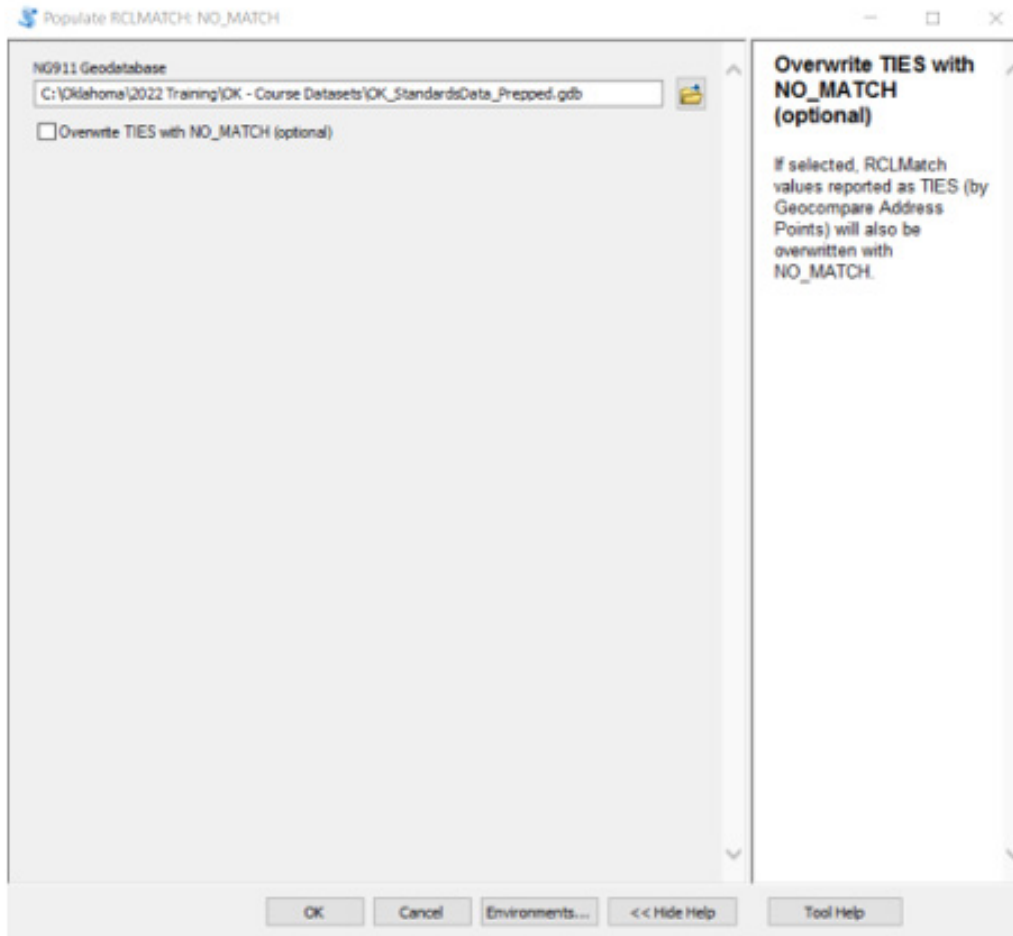 Populate RCLMATCH: NO_MATCH
NG911 Geodatabase
C:\Oklahoma\2022 Training\OK - Course Datasets\OK_StandardsData_Prepped.gdb
Overwrite TIES with NO_MATCH (optional)
Overwrite TIES with
NO_MATCH
(optional)
If selected, RCLMatch
values reported as TIES (by
Geocompare Address
Points) will also be
overwritten with
NO_MATCH.
OK
Cancel
Environments...
<< Hide Help
Tool Help